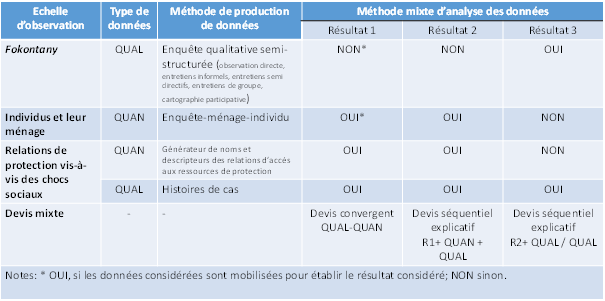 Echelle d'observation
Type de données
Méthode de production de données
Méthode mixte d'analyse des données
Résultat 1
Résultat 2
Résultat 3
Fokontany
QUAL
Enquête qualitative semi-
structurée (observation directe,
entretiens informels, entretiens semi
directifs, entretiens de groupe,
cartographie participative)
NON*
NON
OUI
Individus et leur
ménage
QUAN
Enquête-ménage-individu
OUI*
OUI
NON
Relations de
protection vis-à-
vis des chocs
sociaux
QUAN
Générateur de noms et
descripteurs des relations d'accès
aux ressources de protection
OUI
OUI
NON
QUAL
Histoires de cas
OUI
OUI
OUI
Devis mixte
-
-
Devis convergent
QUAL-QUAN
Devis séquentiel
explicatif
R1+ QUAN +
QUAL
Devis séquentiel
explicatif
R2+ QUAL / QUAL
Notes: * OUI, si les données considérées sont mobilisées pour établir le résultat considéré; NON sinon.